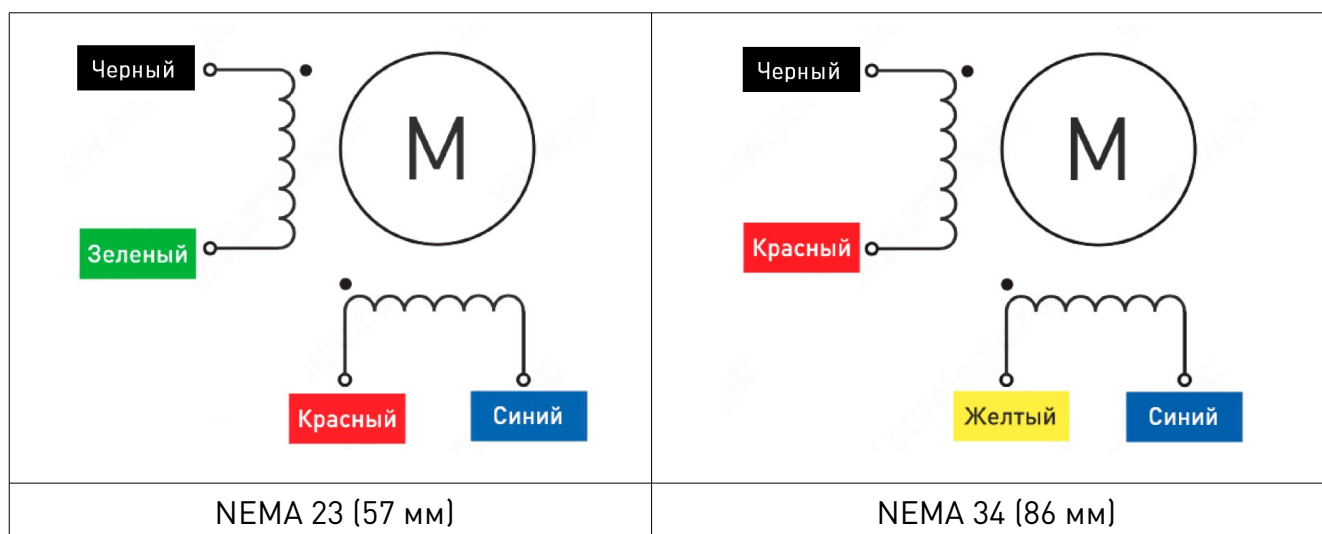 Черный
M
Зеленый
Красный
Синий
NEMA 23 (57 мм)
Черный
M
Красный
Желтый
Синий
NEMA 34 (86 мм)